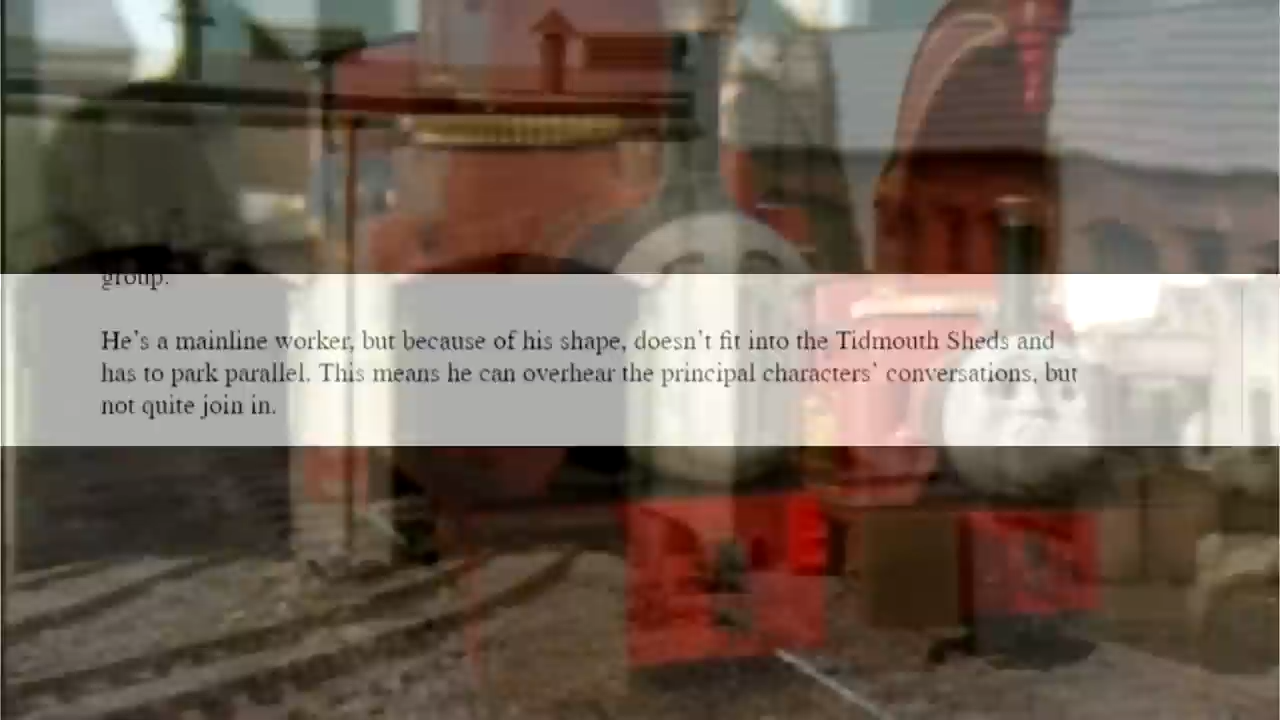 group.
He’s a mainline worker, but because of his shape, doesn’t fit into the Tidmouth Sheds and
has to park parallel. This means he can overhear the principal characters’ conversations, but
not quite join in.